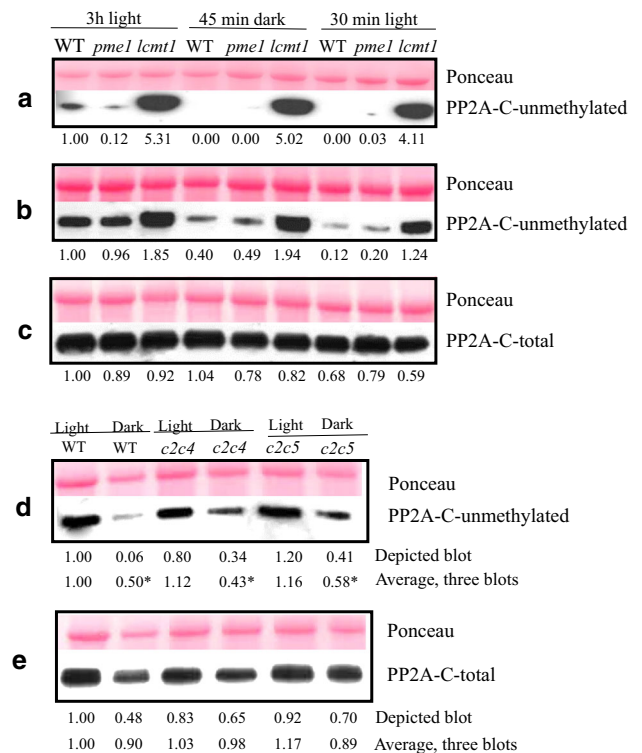 3h light 45 min dark 30 min light
WT pme1 lcmt1 WT pme1 lcmt1 WT pme1 lcmt1
Ponceau
a PP2A-C-unmethylated
1.00 0.12 5.31 0.00 0.00 5.02 0.00 0.03 4.11
Ponceau
b PP2A-C-unmethylated
1.00 0.96 1.85 0.40 0.49 1.94 0.12 0.20 1.24
Ponceau
c PP2A-C-total
1.00 0.89 0.92 1.04 0.78 0.82 0.68 0.79 0.59
Light Dark Light Dark Light Dark
WT WT c2c4 c2c4 c2c5 c2c5
Ponceau
d PP2A-C-unmethylated
1.00 0.06 0.80 0.34 1.20 0.41 Depicted blot
1.00 0.50* 1.12 0.43* 1.16 0.58* Average, three blots
Ponceau
e PP2A-C-total
1.00 0.48 0.83 0.65 0.92 0.70 Depicted blot
1.00 0.90 1.03 0.98 1.17 0.89 Average, three blots